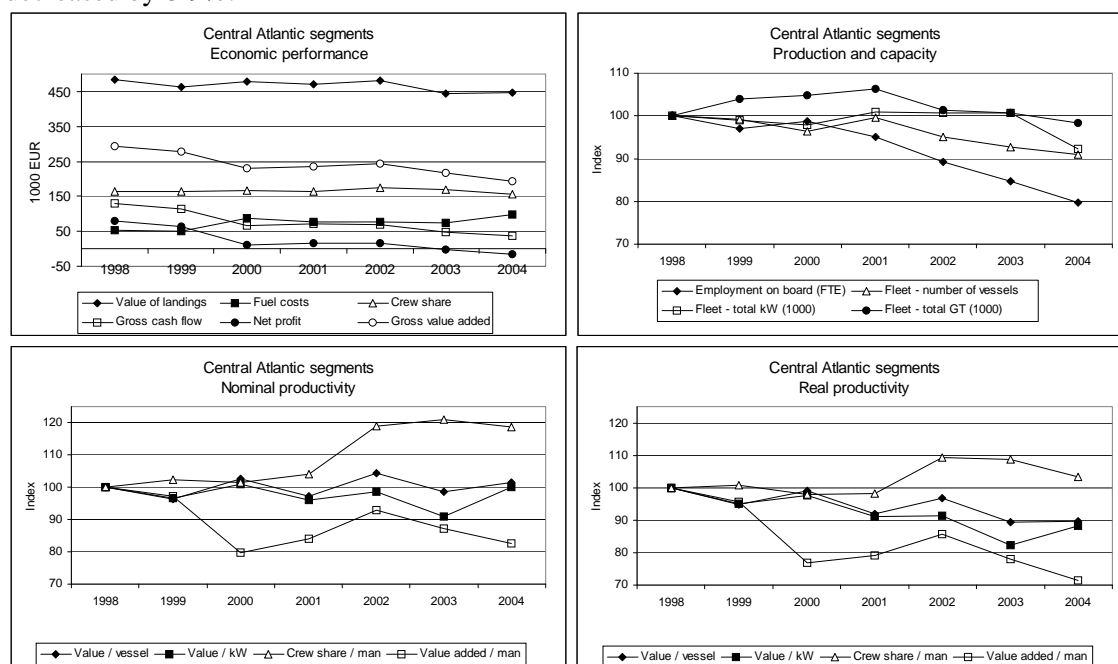 decreased by
Central Atlantic segments
Economic performance
1000 EUR
450
350
250
150
50
-50
1998 1999 2000 2001 2002 2003 2004
Value of landings Fuel costs Crew share
Gross cash flow Net profit Gross value added
Central Atlantic segments
Production and capacity
Index
110
100
90
80
70
1998 1999 2000 2001 2002 2003 2004
Employment on board (FTE) Fleet - number of vessels
Fleet - total kW (1000) Fleet - total GT (1000)
Central Atlantic segments
Nominal productivity
Index
120
110
100
90
80
70
1998 1999 2000 2001 2002 2003 2004
Value / vessel Value / kW Crew share / man Value added / man
Central Atlantic segments
Real productivity
Index
120
110
100
90
80
70
1998 1999 2000 2001 2002 2003 2004
Value / vessel Value / kW Crew share / man Value added / man